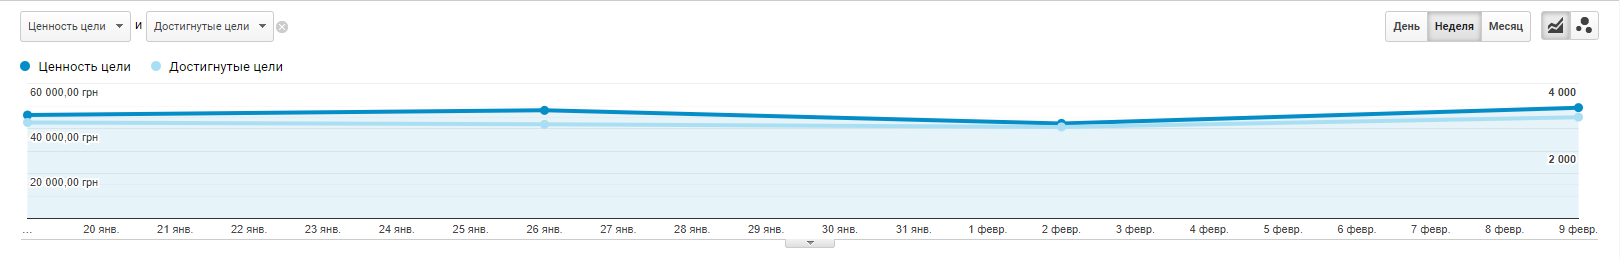 Ценность цели и Достигнутые цели День Неделя Месяц
Ценность цели Достигнутые цели
60 000,00 грн 4 000
40 000,00 грн
2 000
20 000,00 грн
... 20 янв. 21 янв. 22 янв. 23 янв. 24 янв. 25 янв. 26 янв. 27 янв. 28 янв. 29 янв. 30 янв. 31 янв. 1 февр. 2 февр. 3 февр. 4 февр. 5 февр. 6 февр. 7 февр. 8 февр. 9 февр.